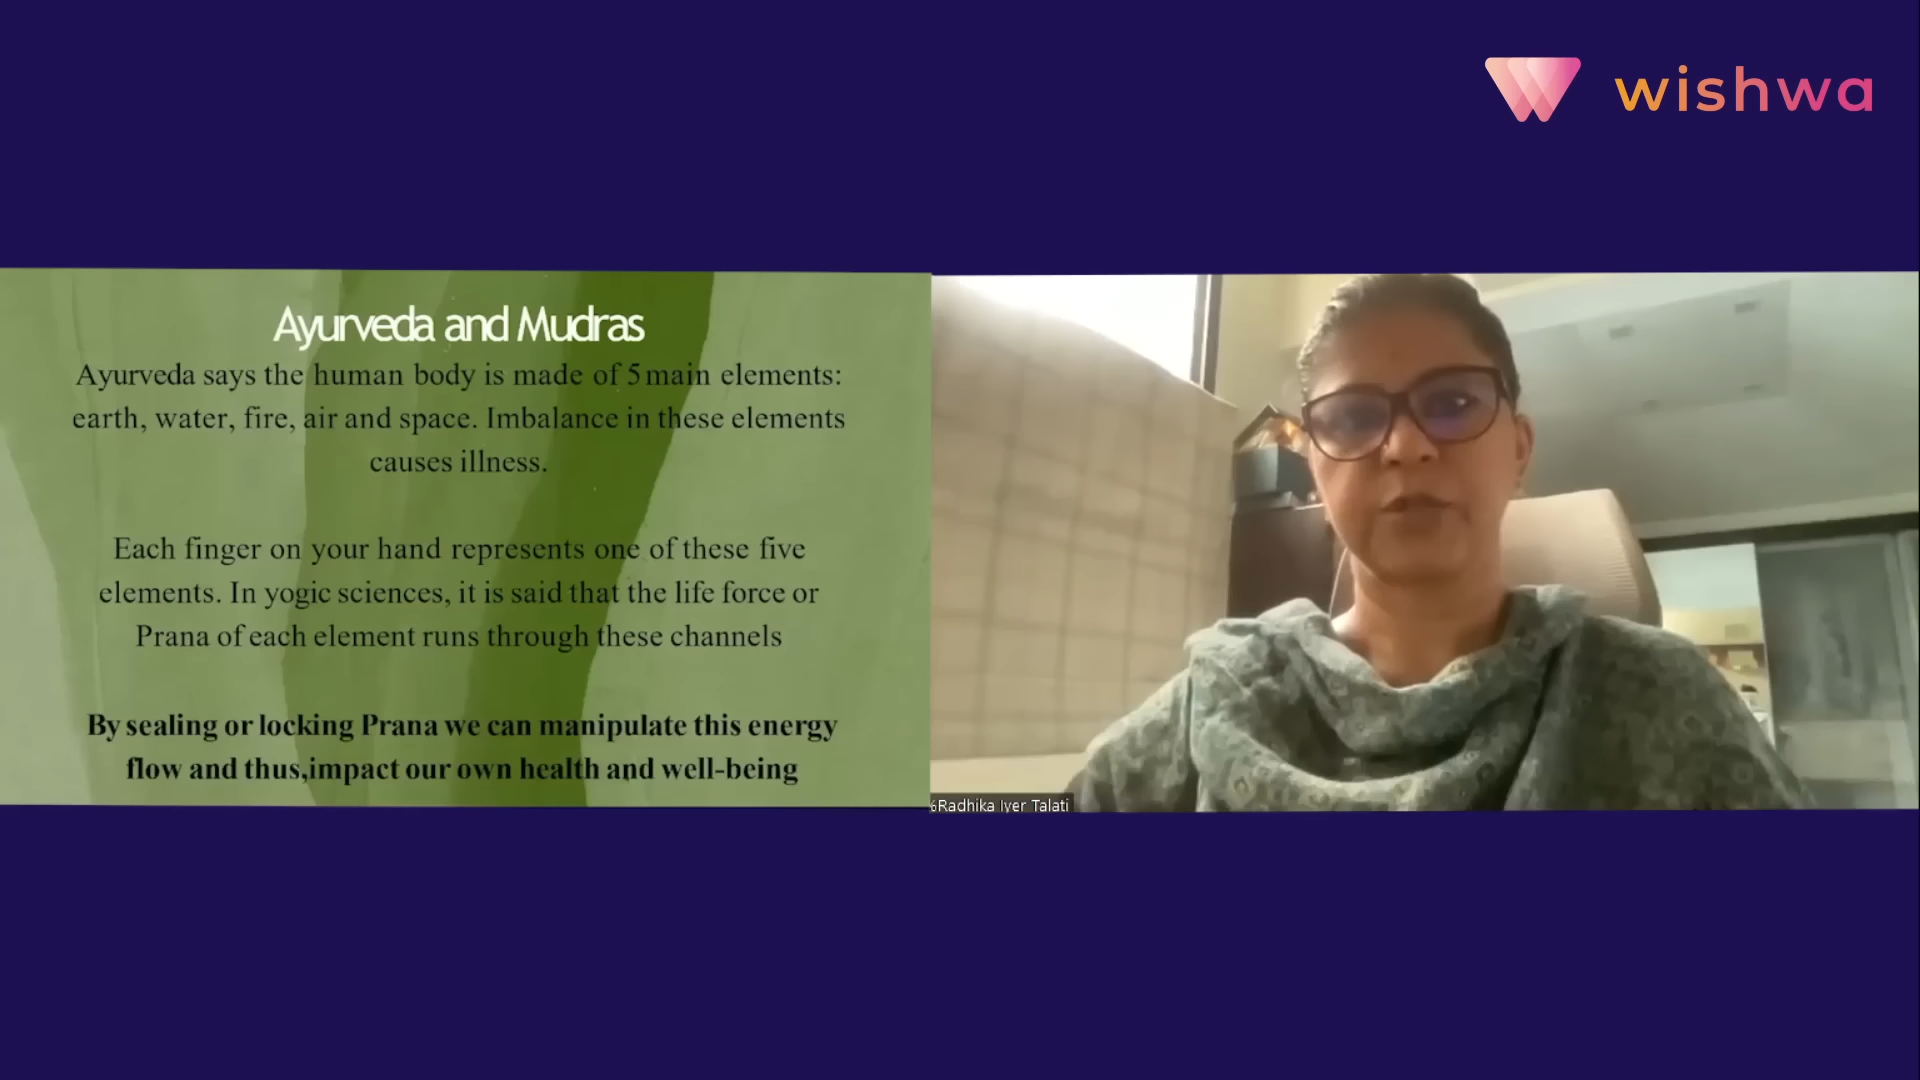 wishwa
Ayurveda and Mudras
Ayurveda says the human body is made of 5 main elements:
earth, water, fire, air and space. Imbalance in these elements
causes illness.
Each finger on your hand represents one of these five
elements. In yogic sciences, it is said that the life force or
Prana of each element runs through these channels
By sealing or locking Prana we can manipulate this energy
flow and thus,impact our own health and well-being
Radhika Iyer Talati